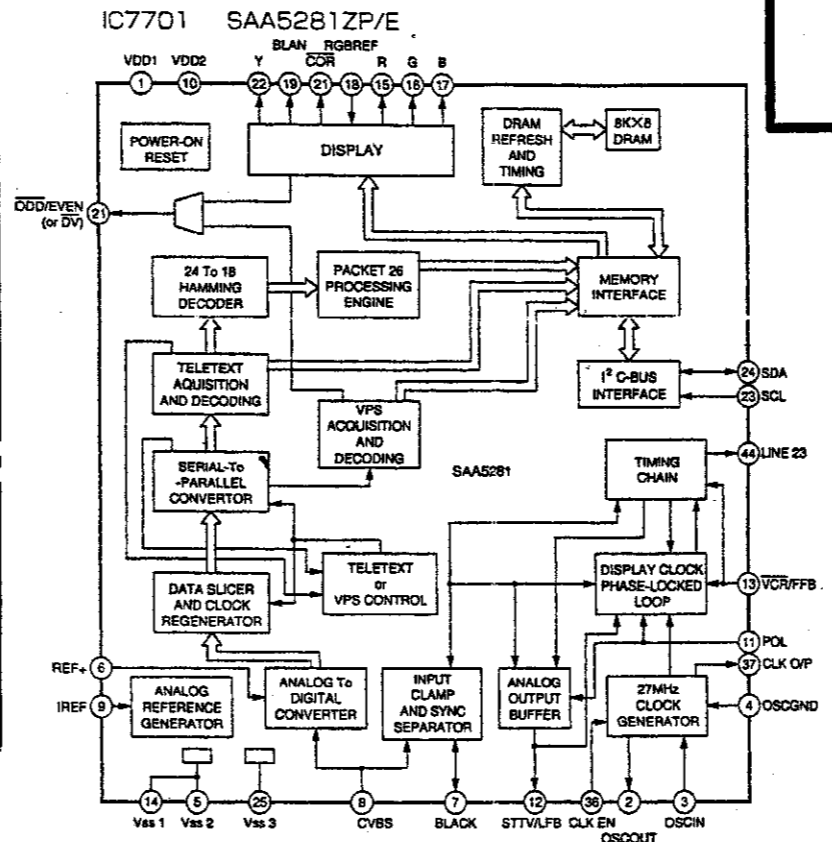 IC7701 SAA5281ZP/E
BLAN RGBREF
VDD1 VDD2 Y COR R G B
1 10 22 19 21 18 15 16 17
POWER-ON
RESET
DISPLAY
DRAM
REFRESH
AND
TIMING
8KX8
DRAM
ODD/EVEN
(or DV)
21
24 To 18
HAMMING
DECODER
PACKET 26
PROCESSING
ENGINE
MEMORY
INTERFACE
TELETEXT
AQUISITION
AND DECODING
VPS
ACQUISITION
AND
DECODING
I² C-BUS
INTERFACE
24 SDA
23 SCL
SERIAL-To
-PARALLEL
CONVERTOR
SAA5281
TIMING
CHAIN
44 LINE 23
TELETEXT
or
VPS CONTROL
DISPLAY CLOCK
PHASE-LOCKED
LOOP
13 VCR/FFB
DATA SLICER
AND CLOCK
REGENERATOR
11 POL
37 CLK O/P
REF+ 6
IREF 9
ANALOG
REFERENCE
GENERATOR
ANALOG To
DIGITAL
CONVERTER
INPUT
CLAMP
AND SYNC
SEPARATOR
ANALOG
OUTPUT
BUFFER
27MHz
CLOCK
GENERATOR
4 OSCGND
14 5 25 8 7 12 36 2 3
Vss 1 Vss 2 Vss 3 CVBS BLACK STTV/LFB CLK EN OSCOUT OSCIN